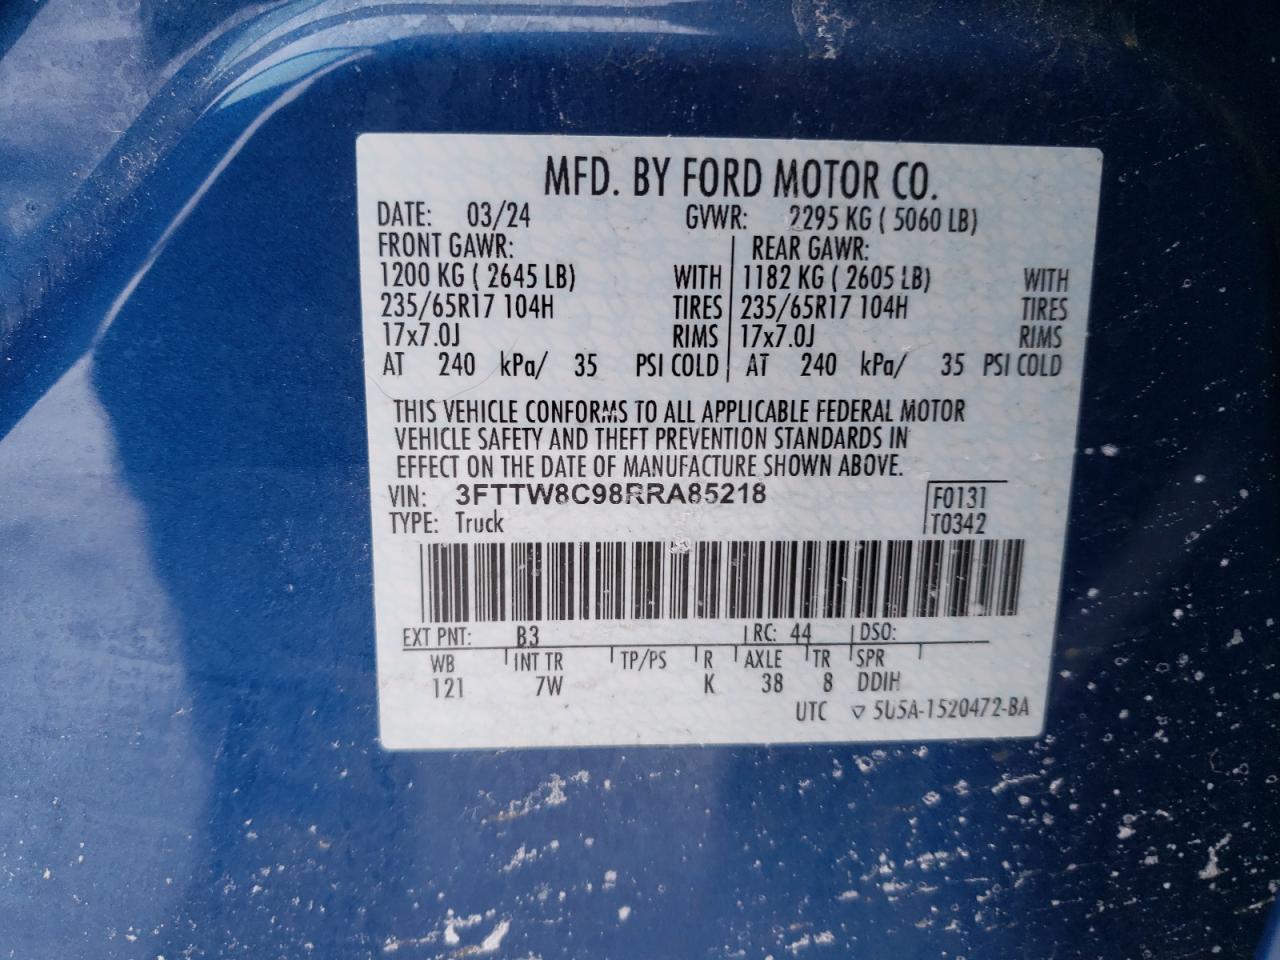 MFD. BY FORD MOTOR CO.
DATE: 03/24 GVWR: 2295 KG ( 5060 LB)
FRONT GAWR: REAR GAWR:
1200 KG ( 2645 LB) WITH 1182 KG ( 2605 LB) WITH
235/65R17 104H TIRES 235/65R17 104H TIRES
17x7.0J RIMS 17x7.0J RIMS
AT 240 kPa/ 35 PSI COLD AT 240 kPa/ 35 PSI COLD
THIS VEHICLE CONFORMS TO ALL APPLICABLE FEDERAL MOTOR
VEHICLE SAFETY AND THEFT PREVENTION STANDARDS IN
EFFECT ON THE DATE OF MANUFACTURE SHOWN ABOVE.
VIN: 3FTTW8C98RRA85218 F0131
TYPE: Truck T0342
EXT PNT: B3 RC: 44 DSO:
WB INT TR TP/PS R AXLE TR SPR
121 7W K 38 8 DDIH
UTC ▽ 5U5A-1520472-BA